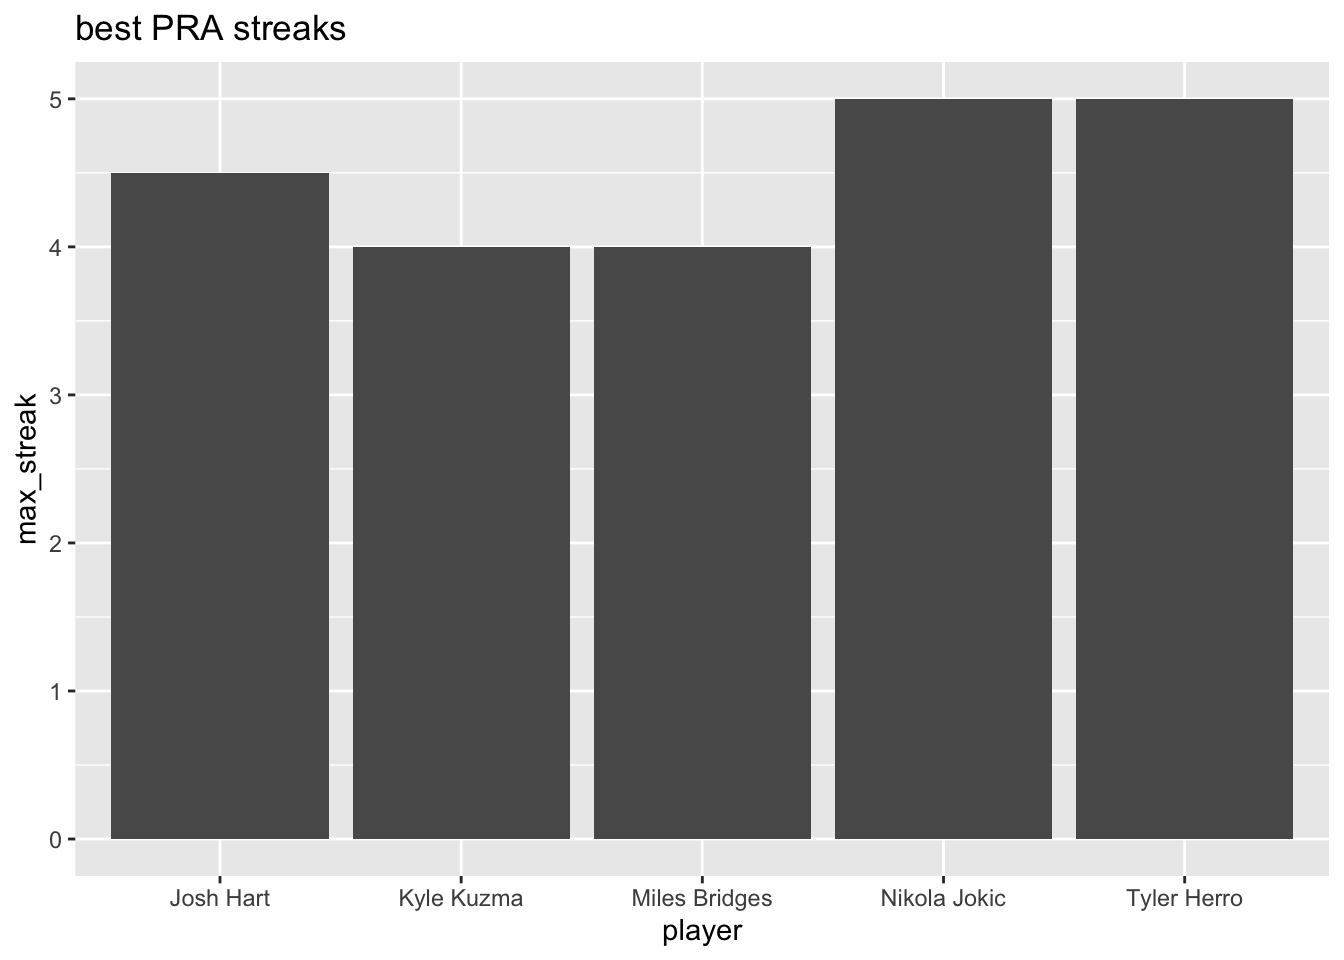 best PRA streaks
5
4
3
2
1
0
max_streak
Josh Hart
Kyle Kuzma
Miles Bridges
Nikola Jokic
Tyler Herro
player